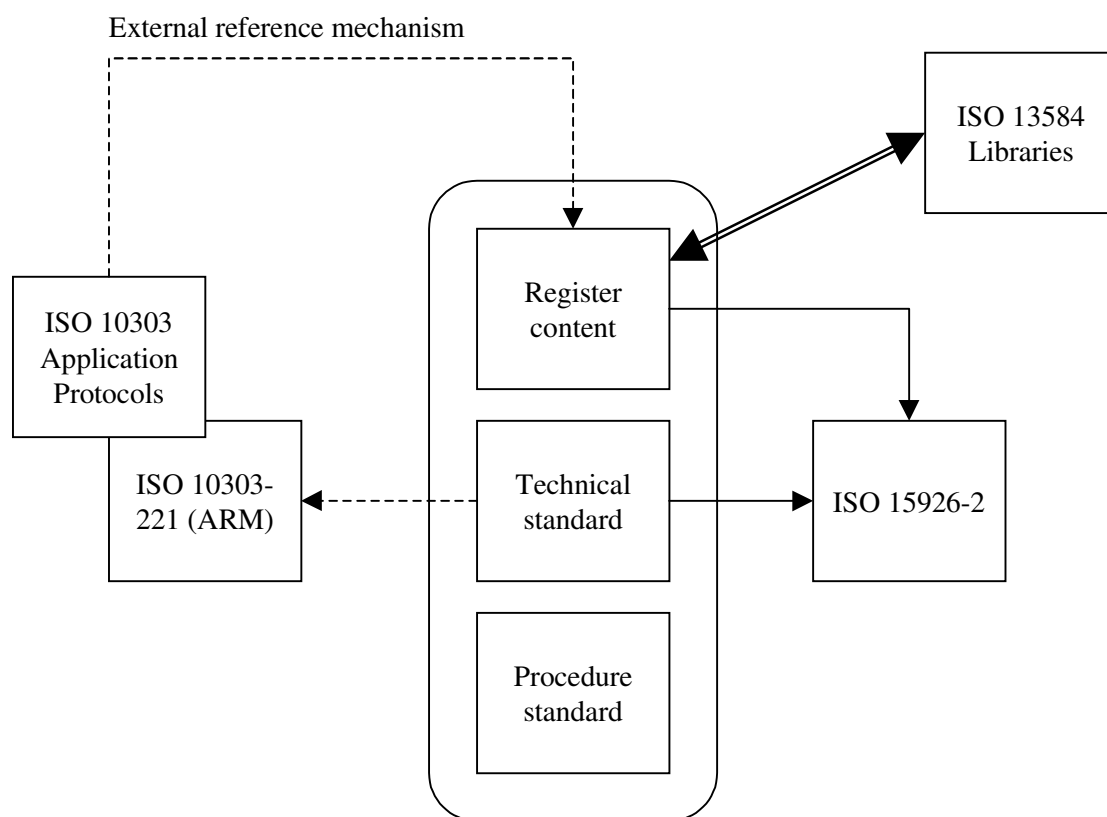 External reference mechanism
ISO 13584
Libraries
Register
content
ISO 10303
Application
Protocols
ISO 10303-
221 (ARM)
Technical
standard
ISO 15926-2
Procedure
standard